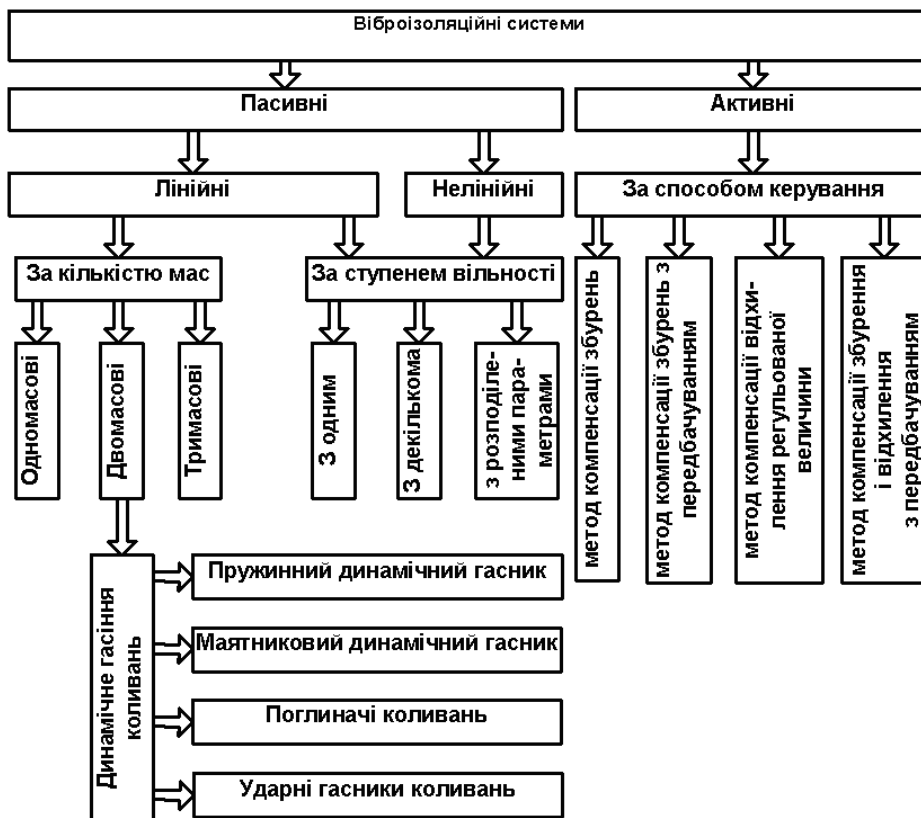 Віброізоляційні системи
Пасивні
Активні
Лінійні
Нелінійні
За способом керування
За кількістю мас
За ступенем вільності
Одномасові
Двомасові
Тримасові
З одним
З декількома
з розподіле-
ними пара-
метрами
метод компенсації збурень
метод компенсації збурень з
передбачуванням
метод компенсації відхи-
лення регульованої
величини
метод компенсації збурення
і відхилення
з передбачуванням
Динамічне гасіння
коливань
Пружинний динамічний гасник
Маятниковий динамічний гасник
Поглиначі коливань
Ударні гасники коливань